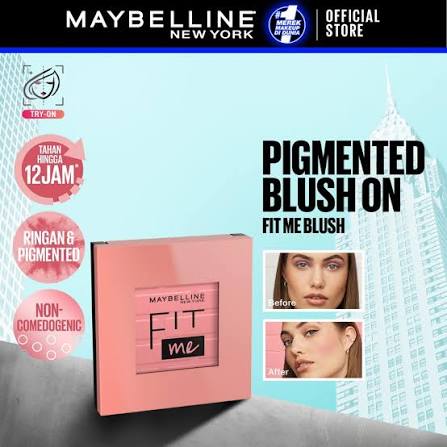 MAYBELLINE
NEW YORK
#1
MEREK
MAKEUP
DI DUNIA
OFFICIAL
STORE
TRY-ON
TAHAN
HINGGA
12JAM*
RINGAN &
PIGMENTED
NON-
COMEDOGENIC
PIGMENTED
BLUSH ON
FIT ME BLUSH
MAYBELLINE
NEW YORK
FIT
me
Before
After